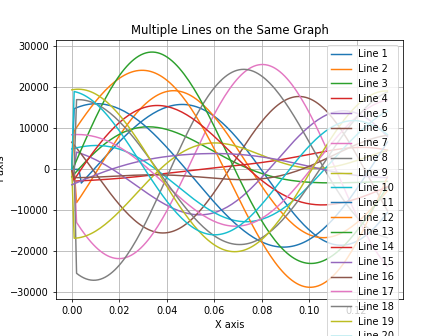 Multiple Lines on the Same Graph
30000
20000
10000
0
−10000
−20000
−30000
0.00
0.02
0.04
0.06
0.08
0.10
X axis
Line 1
Line 2
Line 3
Line 4
Line 5
Line 6
Line 7
Line 8
Line 9
Line 10
Line 11
Line 12
Line 13
Line 14
Line 15
Line 16
Line 17
Line 18
Line 19
Line 20